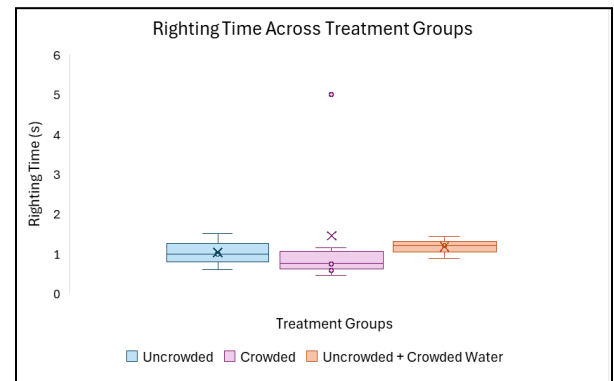 Righting Time Across Treatment Groups
6
5
4
3
2
1
0
Righting Time (s)
Treatment Groups
Uncrowded Crowded Uncrowded + Crowded Water